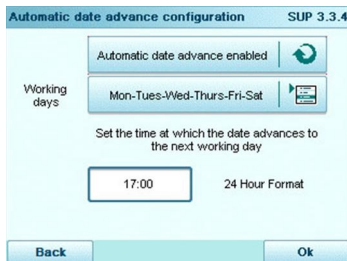 Automatic date advance configuration SUP 3.3.4
Automatic date advance enabled
Working
days
Mon-Tues-Wed-Thurs-Fri-Sat
Set the time at which the date advances to
the next working day
17:00 24 Hour Format
Back Ok